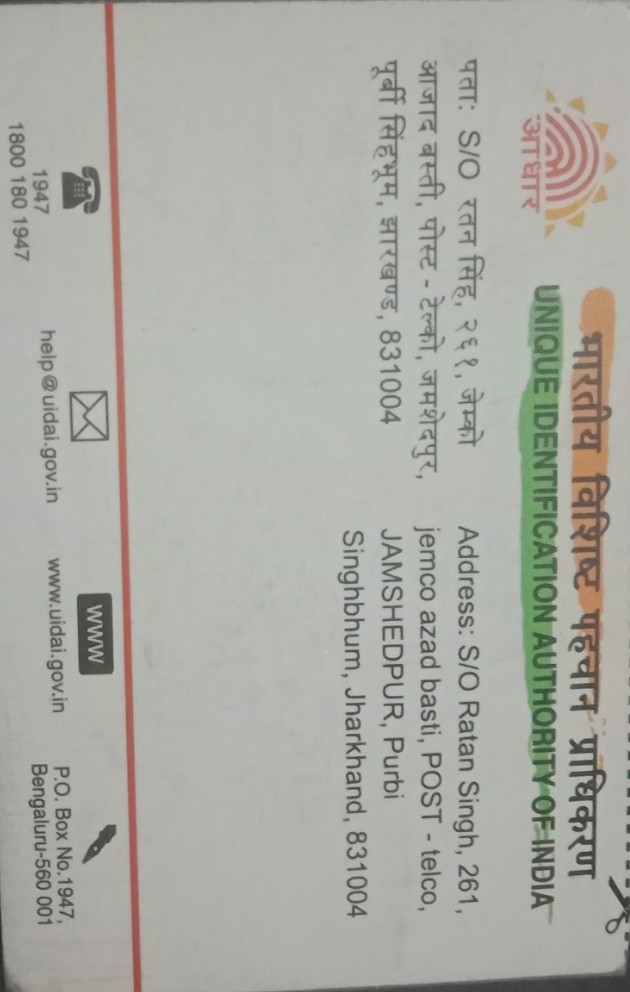 आधार
भारतीय विशिष्ट पहचान प्राधिकरण
UNIQUE IDENTIFICATION AUTHORITY OF INDIA
पता: S/O रतन सिंह, २६१, जेम्को
आजाद बस्ती, पोस्ट - टेल्को, जमशेदपुर,
पूर्बी सिंहभूम, झारखण्ड, 831004
Address: S/O Ratan Singh, 261,
jemco azad basti, POST - telco,
JAMSHEDPUR, Purbi
Singhbhum, Jharkhand, 831004
1947
1800 180 1947
help@uidai.gov.in
WWW
www.uidai.gov.in
P.O. Box No.1947,
Bengaluru-560 001